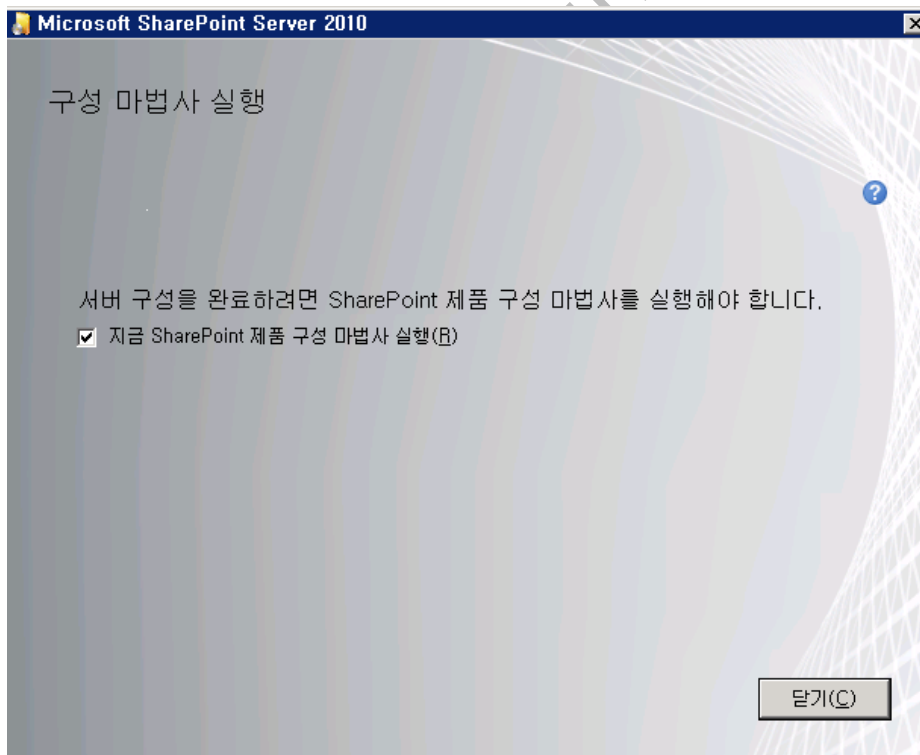 Microsoft SharePoint Server 2010
구성 마법사 실행
서버 구성을 완료하려면 SharePoint 제품 구성 마법사를 실행해야 합니다.
지금 SharePoint 제품 구성 마법사 실행(R)
닫기(C)